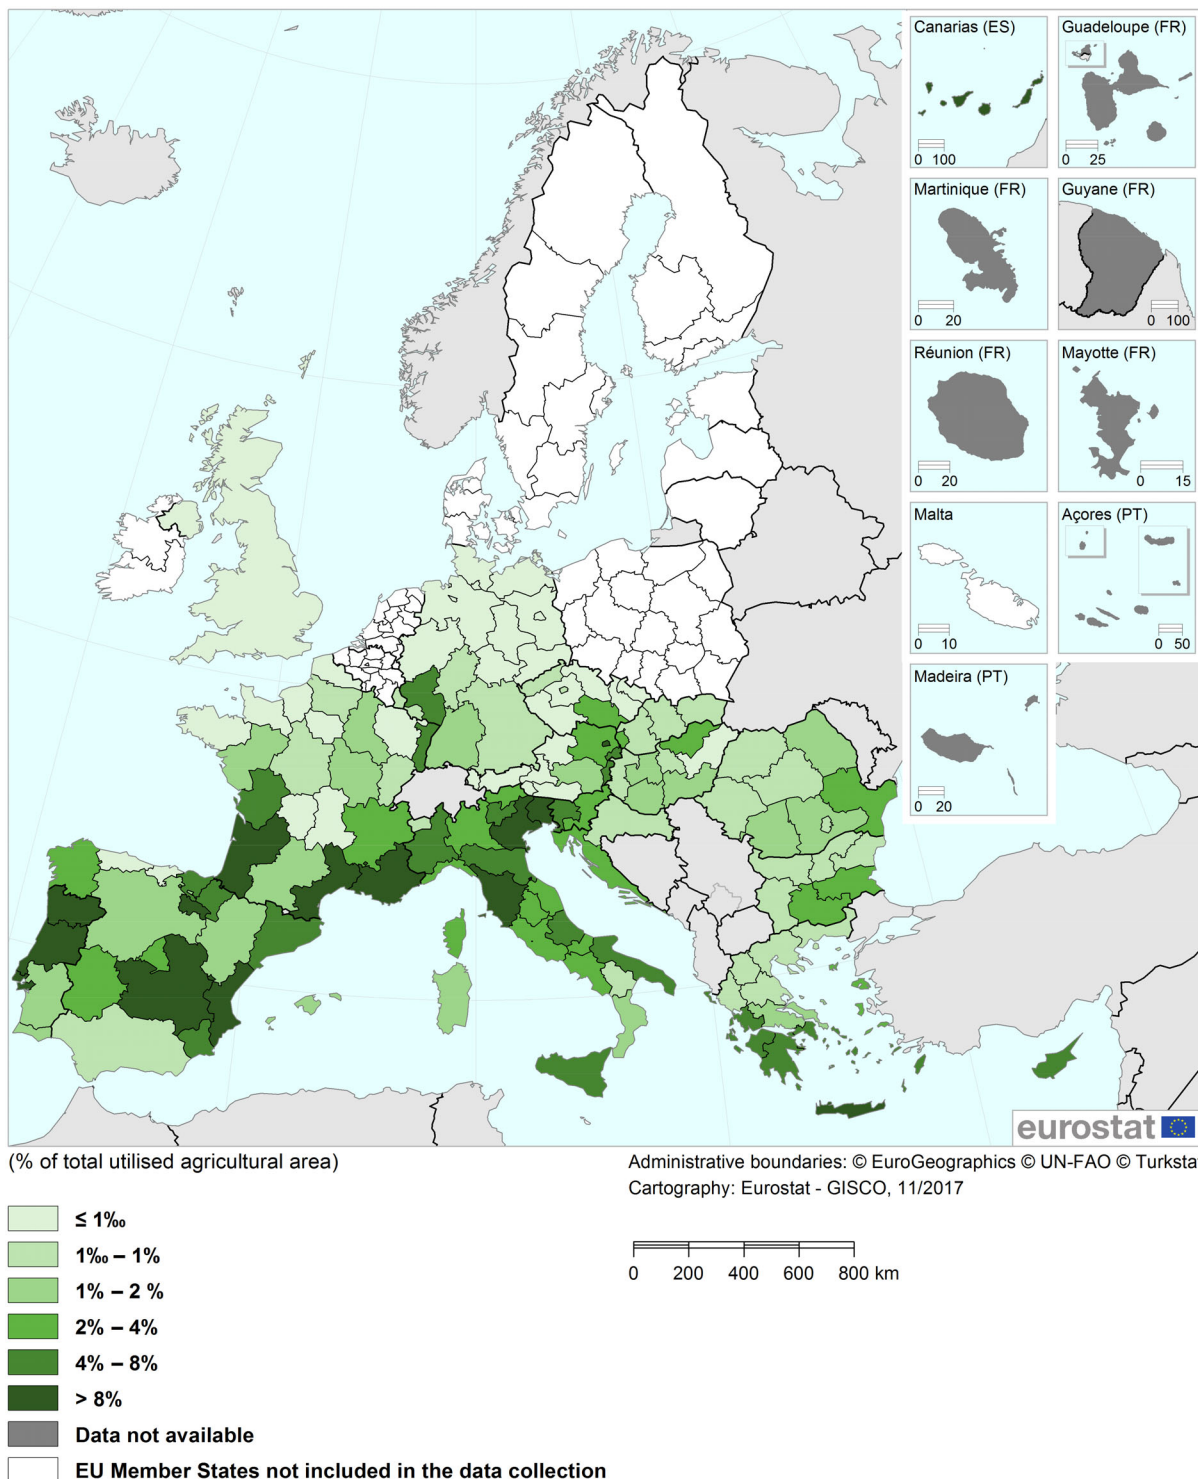 Canarias (ES)
0 100
Guadeloupe (FR)
0 25
Martinique (FR)
0 20
Guyane (FR)
0 100
Réunion (FR)
0 20
Mayotte (FR)
0 15
Malta
0 10
Açores (PT)
0 50
Madeira (PT)
0 20
eurostat
(% of total utilised agricultural area)
Administrative boundaries: © EuroGeographics © UN-FAO © Turkstat
Cartography: Eurostat - GISCO, 11/2017
0 200 400 600 800 km
≤ 1‰
1‰ – 1%
1% – 2 %
2% – 4%
4% – 8%
> 8%
Data not available
EU Member States not included in the data collection